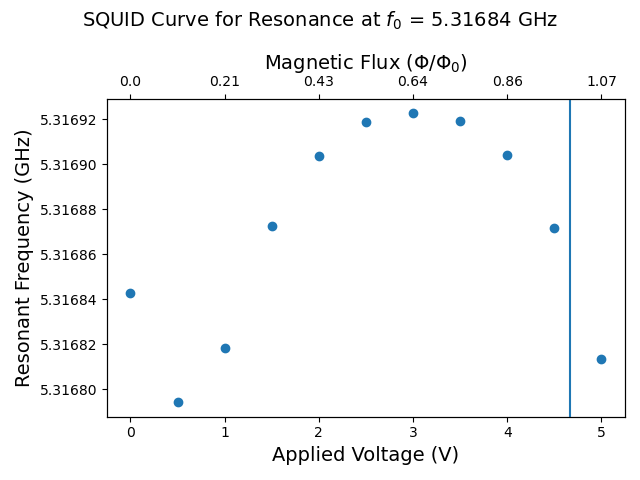 SQUID Curve for Resonance at f₀ = 5.31684 GHz
Magnetic Flux (Φ/Φ₀)
0.0 0.21 0.43 0.64 0.86 1.07
Resonant Frequency (GHz)
5.31692
5.31690
5.31688
5.31686
5.31684
5.31682
5.31680
0 1 2 3 4 5
Applied Voltage (V)